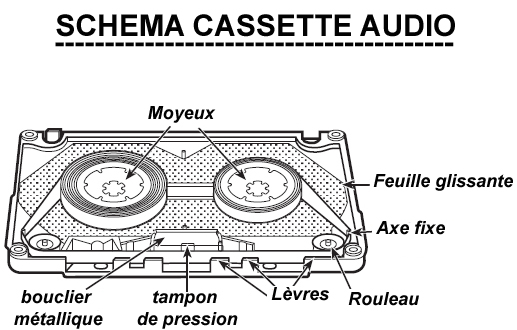 SCHEMA CASSETTE AUDIO
Moyeux
Feuille glissante
Axe fixe
bouclier
métallique
tampon
de pression
Lèvres
Rouleau